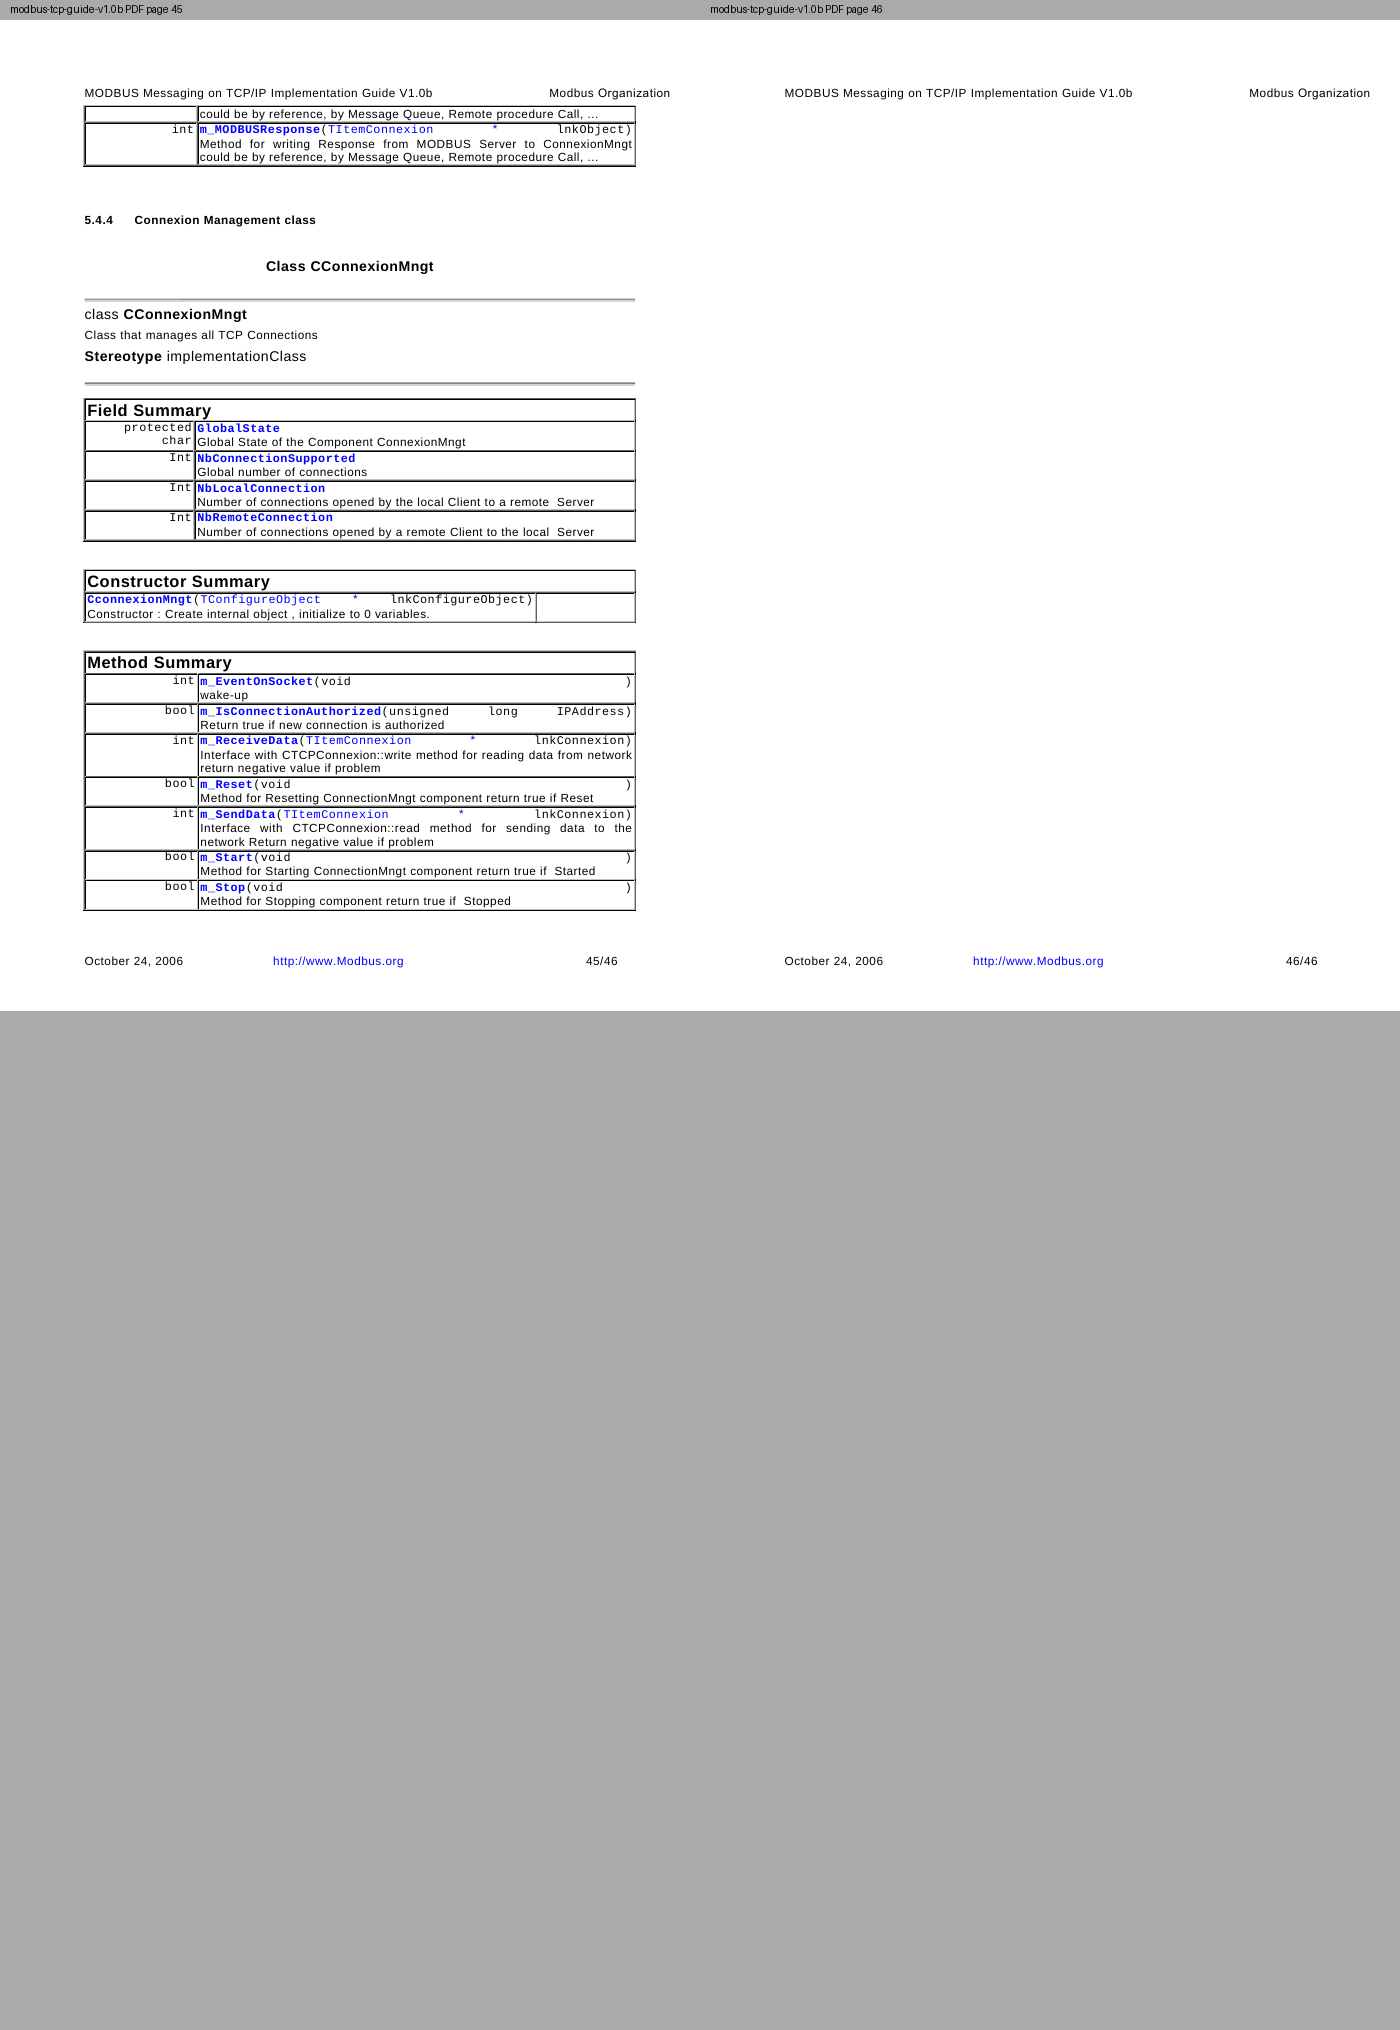 modbus-tcp-guide-v1.0b PDF page 45
MODBUS Messaging on TCP/IP Implementation Guide V1.0b Modbus Organization
could be by reference, by Message Queue, Remote procedure Call, ...
int m_MODBUSResponse(TItemConnexion * lnkObject)
Method for writing Response from MODBUS Server to ConnexionMngt
could be by reference, by Message Queue, Remote procedure Call, ...
5.4.4 Connexion Management class
Class CConnexionMngt
class CConnexionMngt
Class that manages all TCP Connections
Stereotype implementationClass
Field Summary
protected GlobalState
char Global State of the Component ConnexionMngt
Int NbConnectionSupported
Global number of connections
Int NbLocalConnection
Number of connections opened by the local Client to a remote Server
Int NbRemoteConnection
Number of connections opened by a remote Client to the local Server
Constructor Summary
CconnexionMngt(TConfigureObject * lnkConfigureObject)
Constructor : Create internal object , initialize to 0 variables.
Method Summary
int m_EventOnSocket(void )
wake-up
bool m_IsConnectionAuthorized(unsigned long IPAddress)
Return true if new connection is authorized
int m_ReceiveData(TItemConnexion * lnkConnexion)
Interface with CTCPConnexion::write method for reading data from network
return negative value if problem
bool m_Reset(void )
Method for Resetting ConnectionMngt component return true if Reset
int m_SendData(TItemConnexion * lnkConnexion)
Interface with CTCPConnexion::read method for sending data to the
network Return negative value if problem
bool m_Start(void )
Method for Starting ConnectionMngt component return true if Started
bool m_Stop(void )
Method for Stopping component return true if Stopped
October 24, 2006 http://www.Modbus.org 45/46
modbus-tcp-guide-v1.0b PDF page 46
MODBUS Messaging on TCP/IP Implementation Guide V1.0b Modbus Organization
October 24, 2006 http://www.Modbus.org 46/46